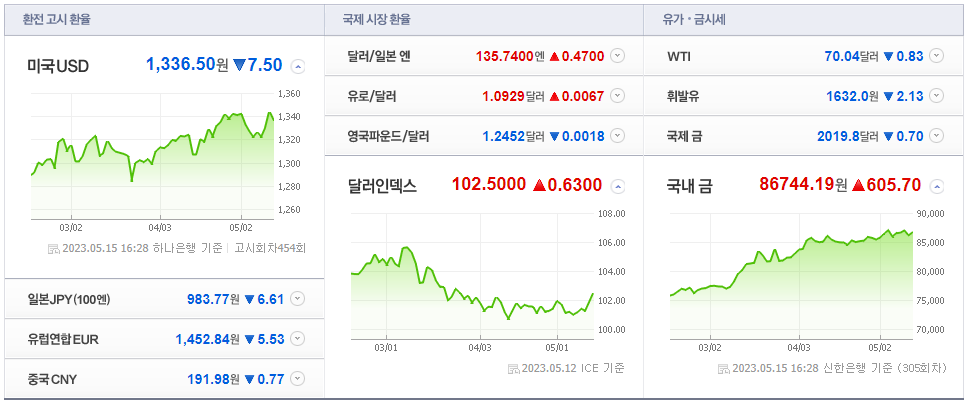 환전 고시 환율
미국 USD 1,336.50원 ▼7.50
1,360
1,340
1,320
1,300
1,280
1,260
03/02 04/03 05/02
2023.05.15 16:28 하나은행 기준 고시회차454회
일본JPY(100엔) 983.77원 ▼ 6.61
유럽연합 EUR 1,452.84원 ▼ 5.53
중국 CNY 191.98원 ▼ 0.77
국제 시장 환율
달러/일본 엔 135.7400엔 ▲ 0.4700
유로/달러 1.0929달러 ▲ 0.0067
영국파운드/달러 1.2452달러 ▼ 0.0018
달러인덱스 102.5000 ▲0.6300
108.00
106.00
104.00
102.00
100.00
03/01 04/03 05/01
2023.05.12 ICE 기준
유가·금시세
WTI 70.04달러 ▼ 0.83
휘발유 1632.0원 ▼ 2.13
국제 금 2019.8달러 ▼ 0.70
국내 금 86744.19원 ▲605.70
90,000
85,000
80,000
75,000
70,000
03/02 04/03 05/02
2023.05.15 16:28 신한은행 기준 (305회차)